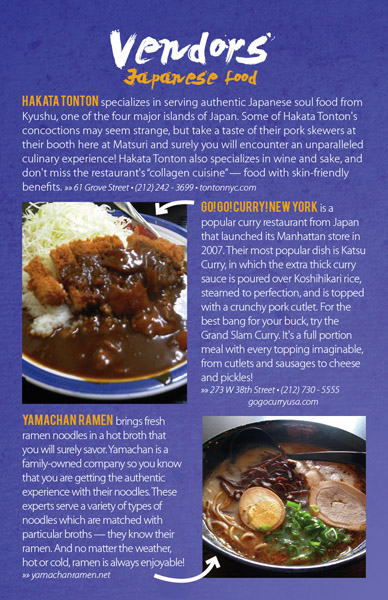 Vendors
Japanese food
HAKATA TONTON specializes in serving authentic Japanese soul food from
Kyushu, one of the four major islands of Japan. Some of Hakata Tonton's
concoctions may seem strange, but take a taste of their pork skewers at
their booth here at Matsuri and surely you will encounter an unparalleled
culinary experience! Hakata Tonton also specializes in wine and sake, and
don't miss the restaurant's "collagen cuisine" — food with skin-friendly
benefits. »» 61 Grove Street • (212) 242 - 3699 • tontonnyc.com
GO! GO! CURRY! NEW YORK is a
popular curry restaurant from Japan
that launched its Manhattan store in
2007. Their most popular dish is Katsu
Curry, in which the extra thick curry
sauce is poured over Koshihikari rice,
steamed to perfection, and is topped
with a crunchy pork cutlet. For the
best bang for your buck, try the
Grand Slam Curry. It's a full portion
meal with every topping imaginable,
from cutlets and sausages to cheese
and pickles!
»» 273 W 38th Street • (212) 730 - 5555
gogocurryusa.com
YAMACHAN RAMEN brings fresh
ramen noodles in a hot broth that
you will surely savor. Yamachan is a
family-owned company so you know
that you are getting the authentic
experience with their noodles. These
experts serve a variety of types of
noodles which are matched with
particular broths — they know their
ramen. And no matter the weather,
hot or cold, ramen is always enjoyable!
»» yamachanramen.net